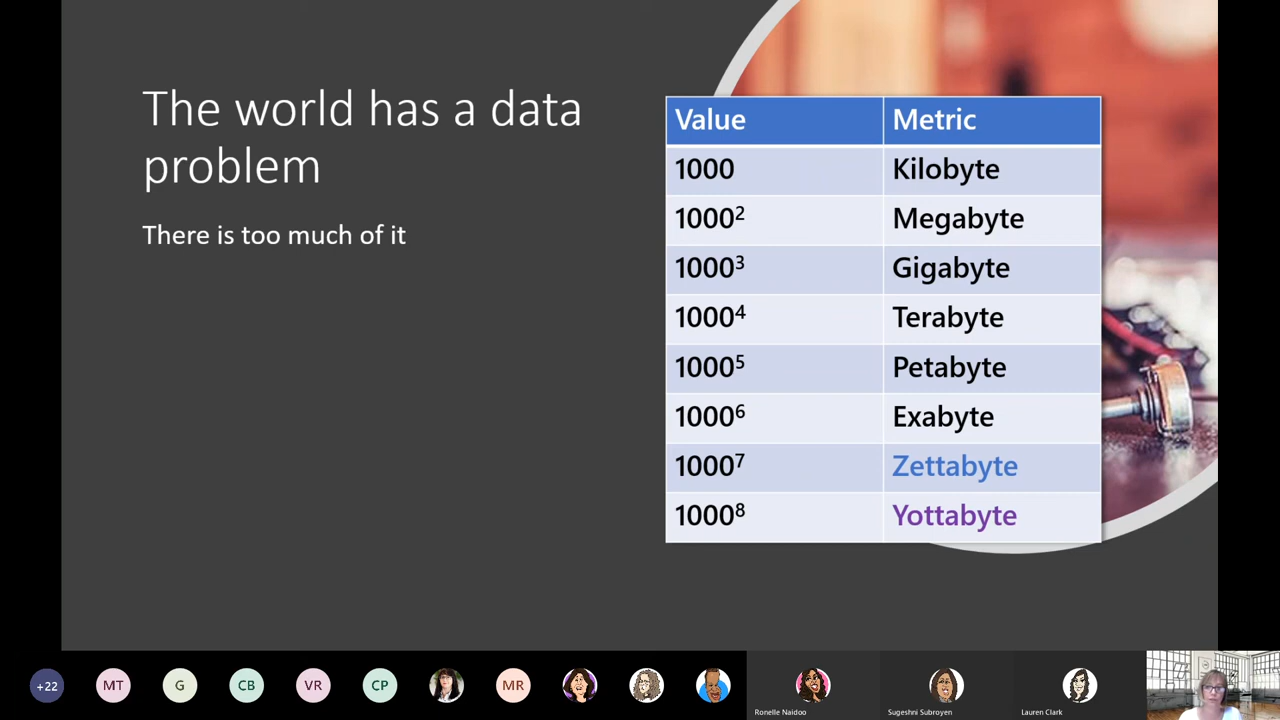 The world has a data
problem
There is too much of it
Value Metric
1000 Kilobyte
1000² Megabyte
1000³ Gigabyte
1000⁴ Terabyte
1000⁵ Petabyte
1000⁶ Exabyte
1000⁷ Zettabyte
1000⁸ Yottabyte
+22 MT G CB VR CP MR
Ronelle Naidoo Sugeshni Subroyen Lauren Clark